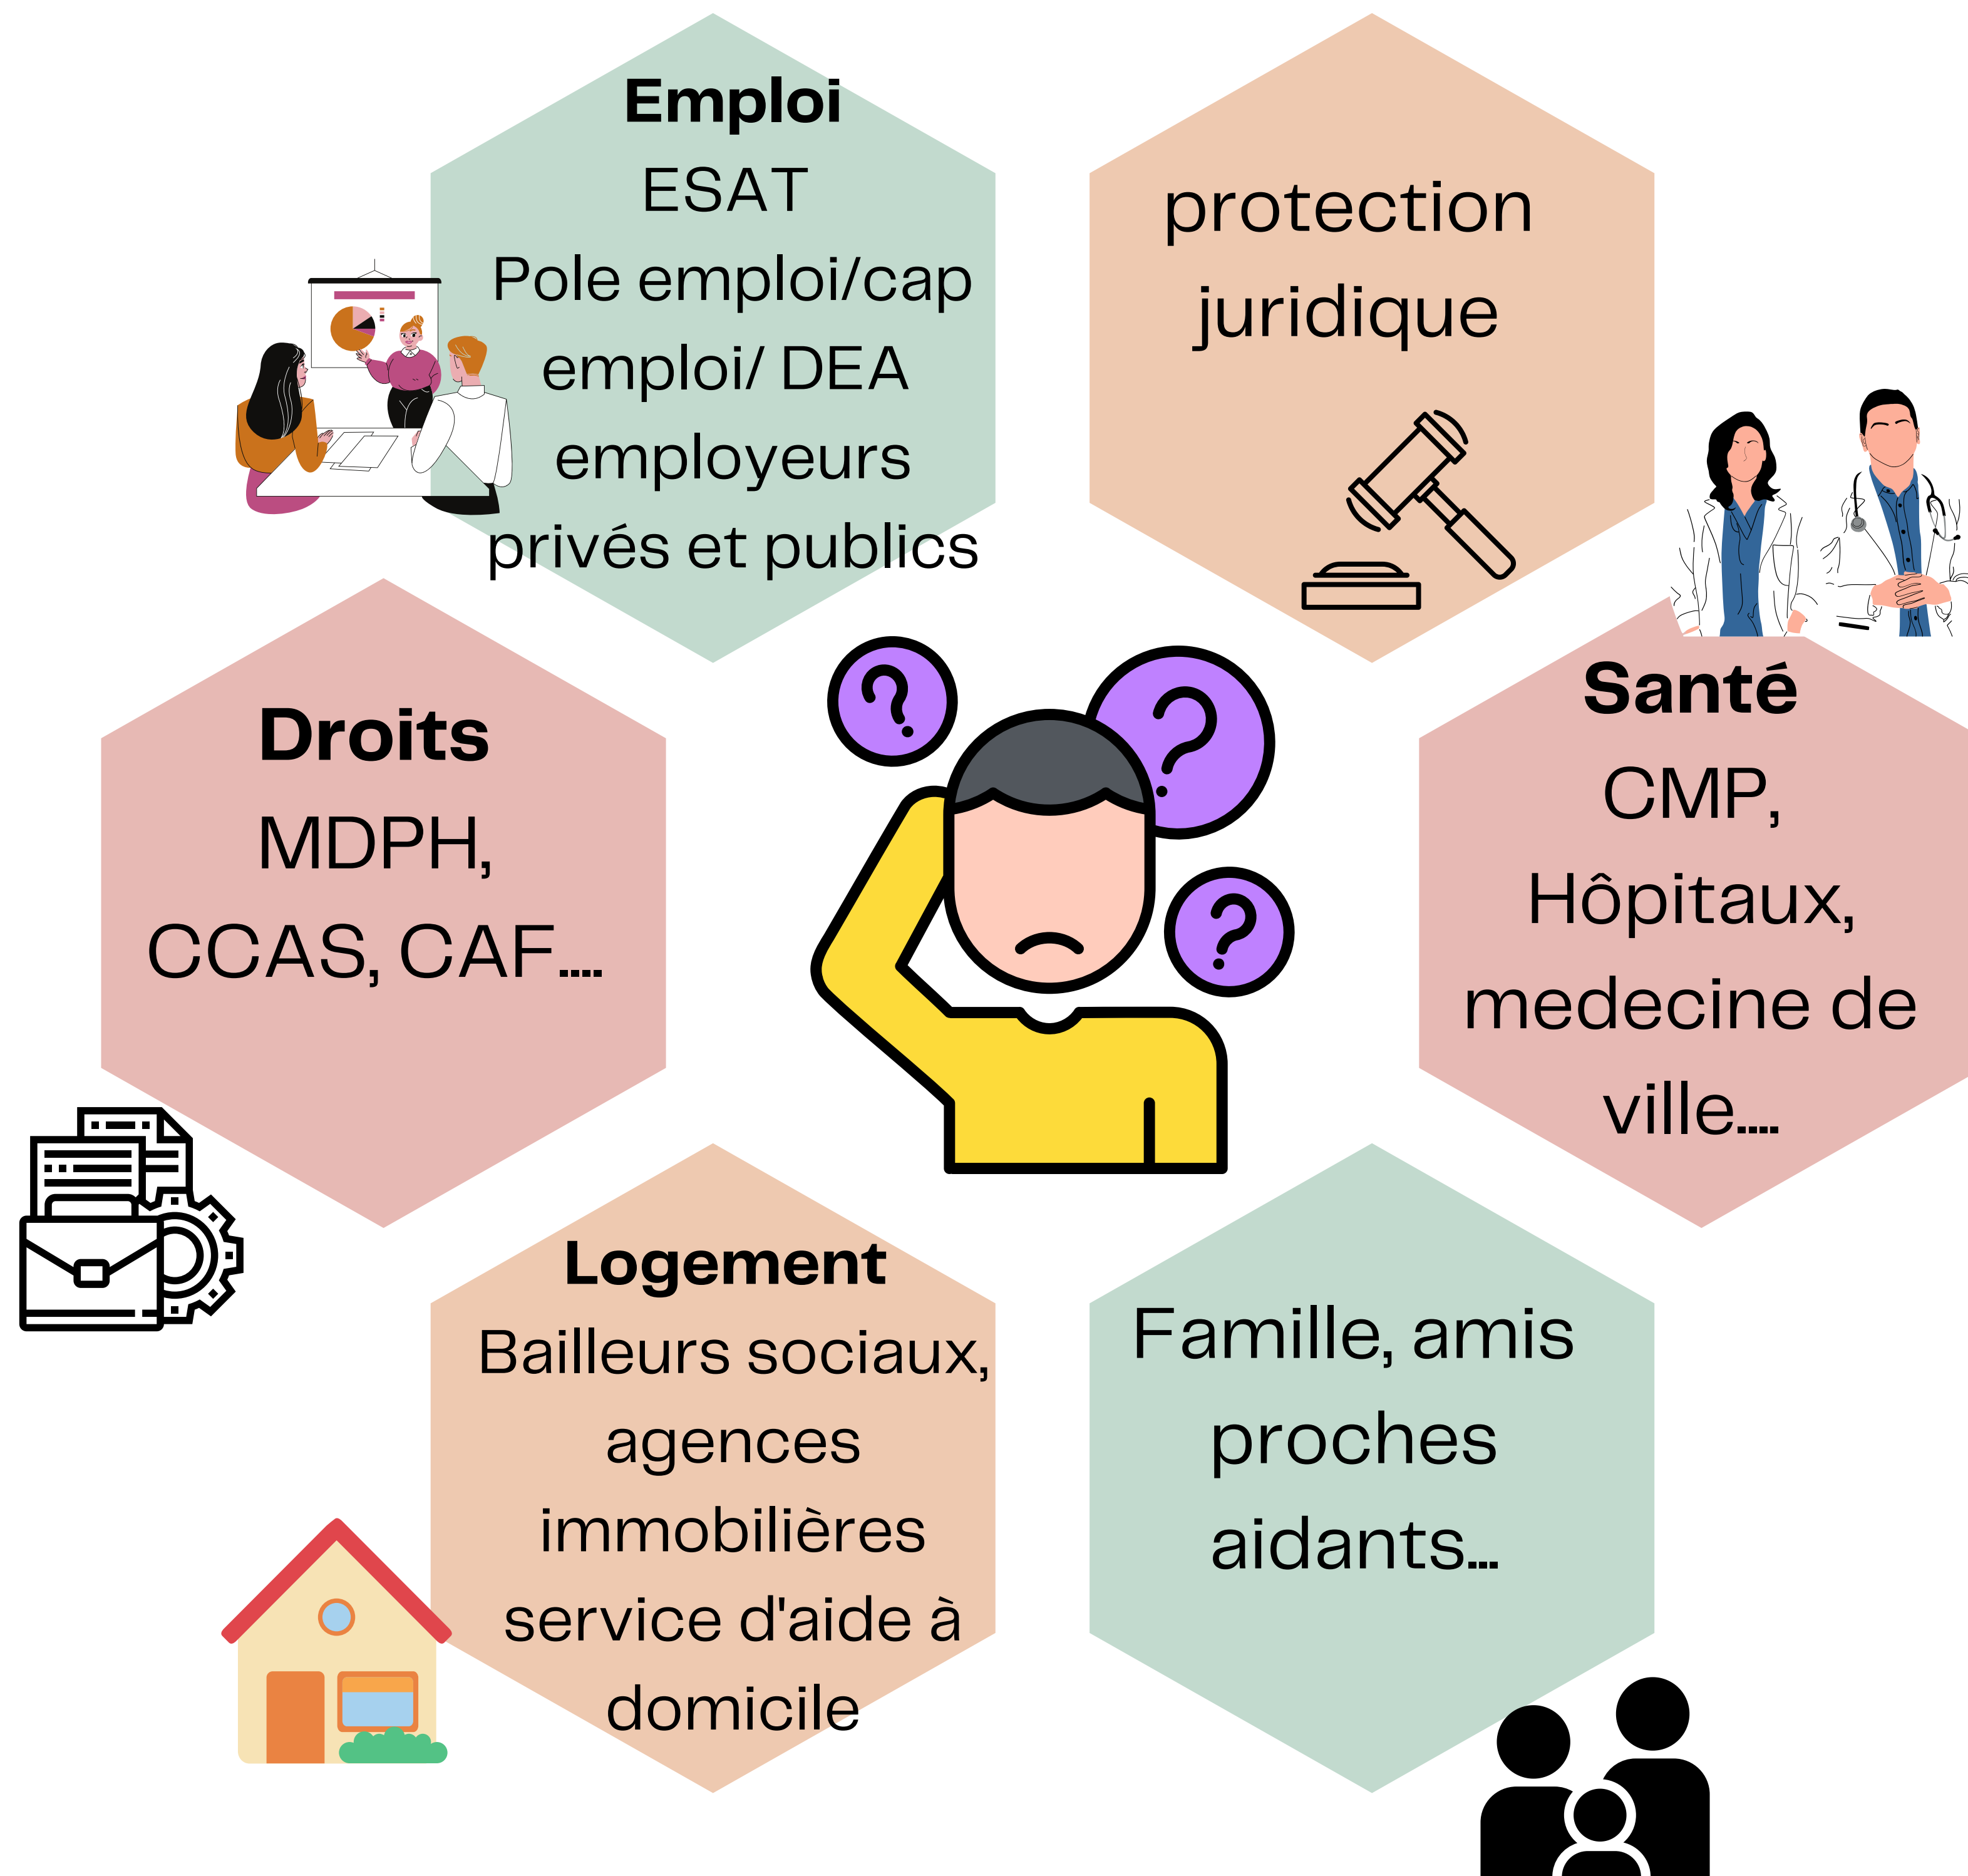 Emploi
ESAT
Pole emploi/cap
emploi/ DEA
employeurs
privés et publics
protection
juridique
Droits
MDPH,
CCAS, CAF....
Santé
CMP,
Hôpitaux,
medecine de
ville....
Logement
Bailleurs sociaux,
agences
immobilières
service d'aide à
domicile
Famille, amis
proches
aidants...
? ? ?